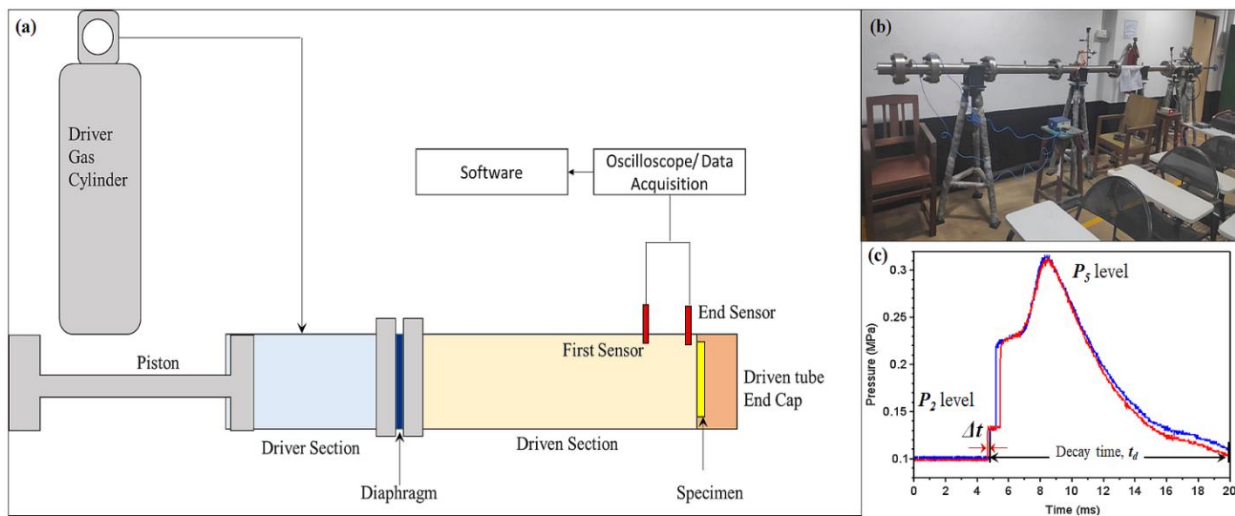 (a)
Driver
Gas
Cylinder
Software
Oscilloscope/ Data
Acquisition
End Sensor
First Sensor
Piston
Driven tube
End Cap
Driver Section
Driven Section
Diaphragm
Specimen
(b)
(c)
P5 level
P2 level
Δt
Decay time, td
Pressure (MPa)
0.3
0.25
0.2
0.15
0.1
0 2 4 6 8 10 12 14 16 18 20
Time (ms)